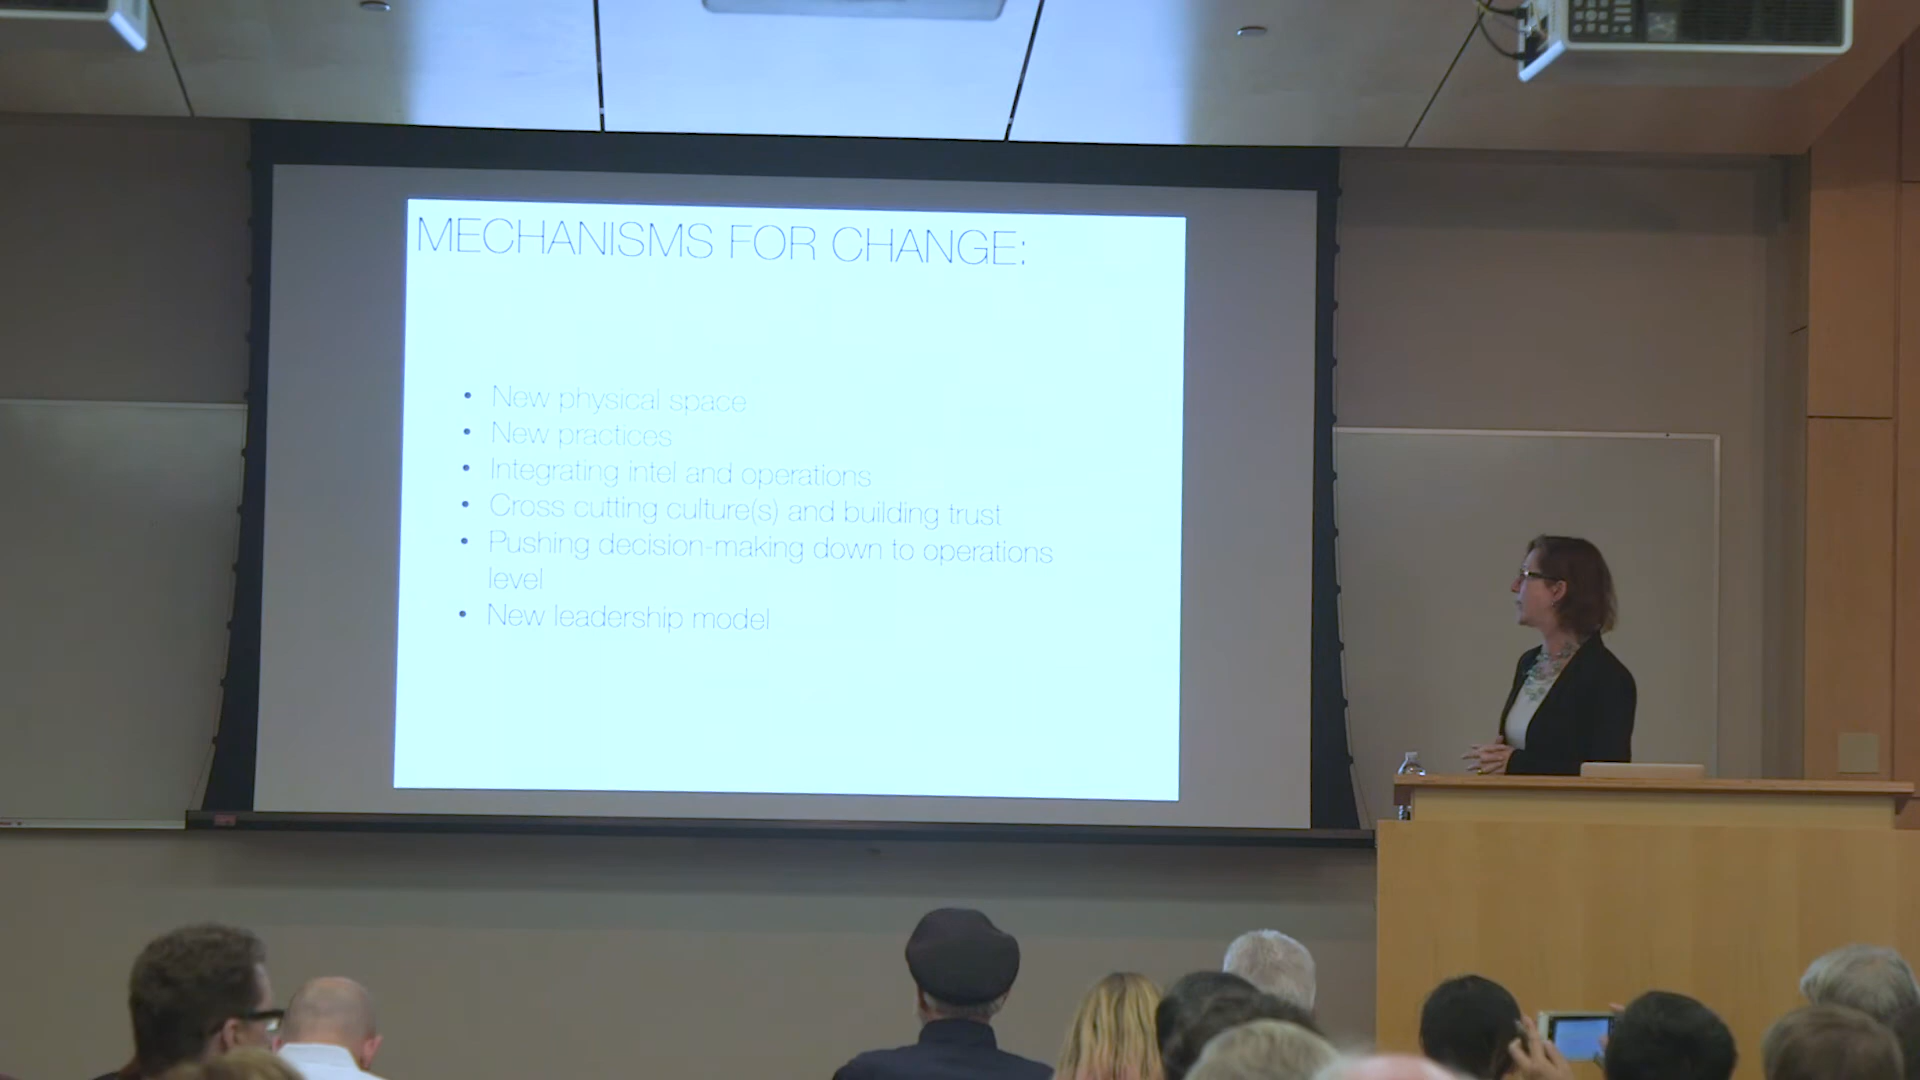 MECHANISMS FOR CHANGE:
• New physical space
• New practices
• Integrating intel and operations
• Cross cutting culture(s) and building trust
• Pushing decision-making down to operations
level
• New leadership model